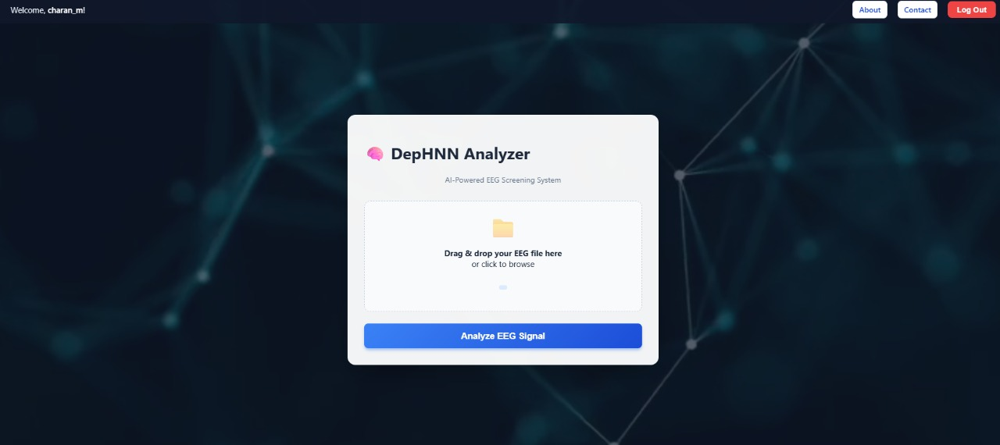 Welcome, charan_m!
About
Contact
Log Out
DepHNN Analyzer
AI-Powered EEG Screening System
Drag & drop your EEG file here
or click to browse
Analyze EEG Signal